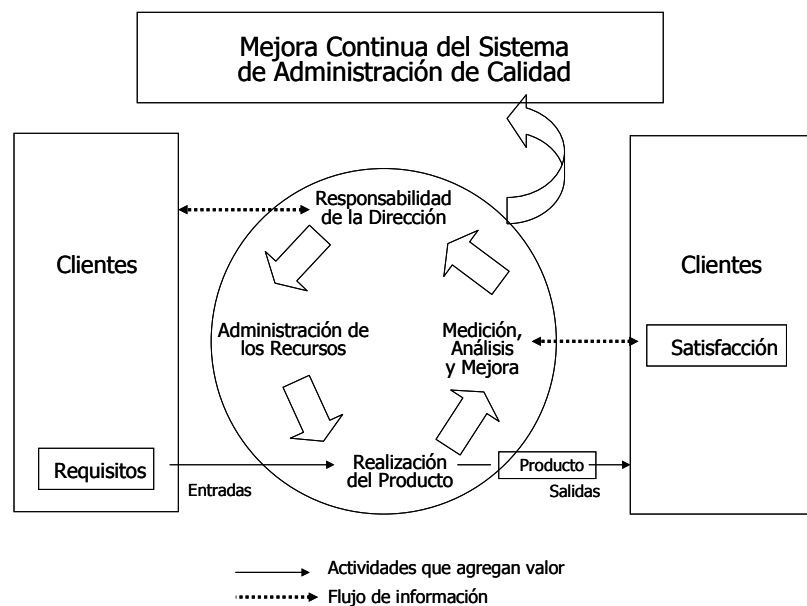 Mejora Continua del Sistema
de Administración de Calidad
Responsabilidad
de la Dirección
Clientes
Clientes
Administración de
los Recursos
Medición,
Análisis
y Mejora
Satisfacción
Requisitos
Entradas
Realización
del Producto
Producto
Salidas
Actividades que agregan valor
Flujo de información